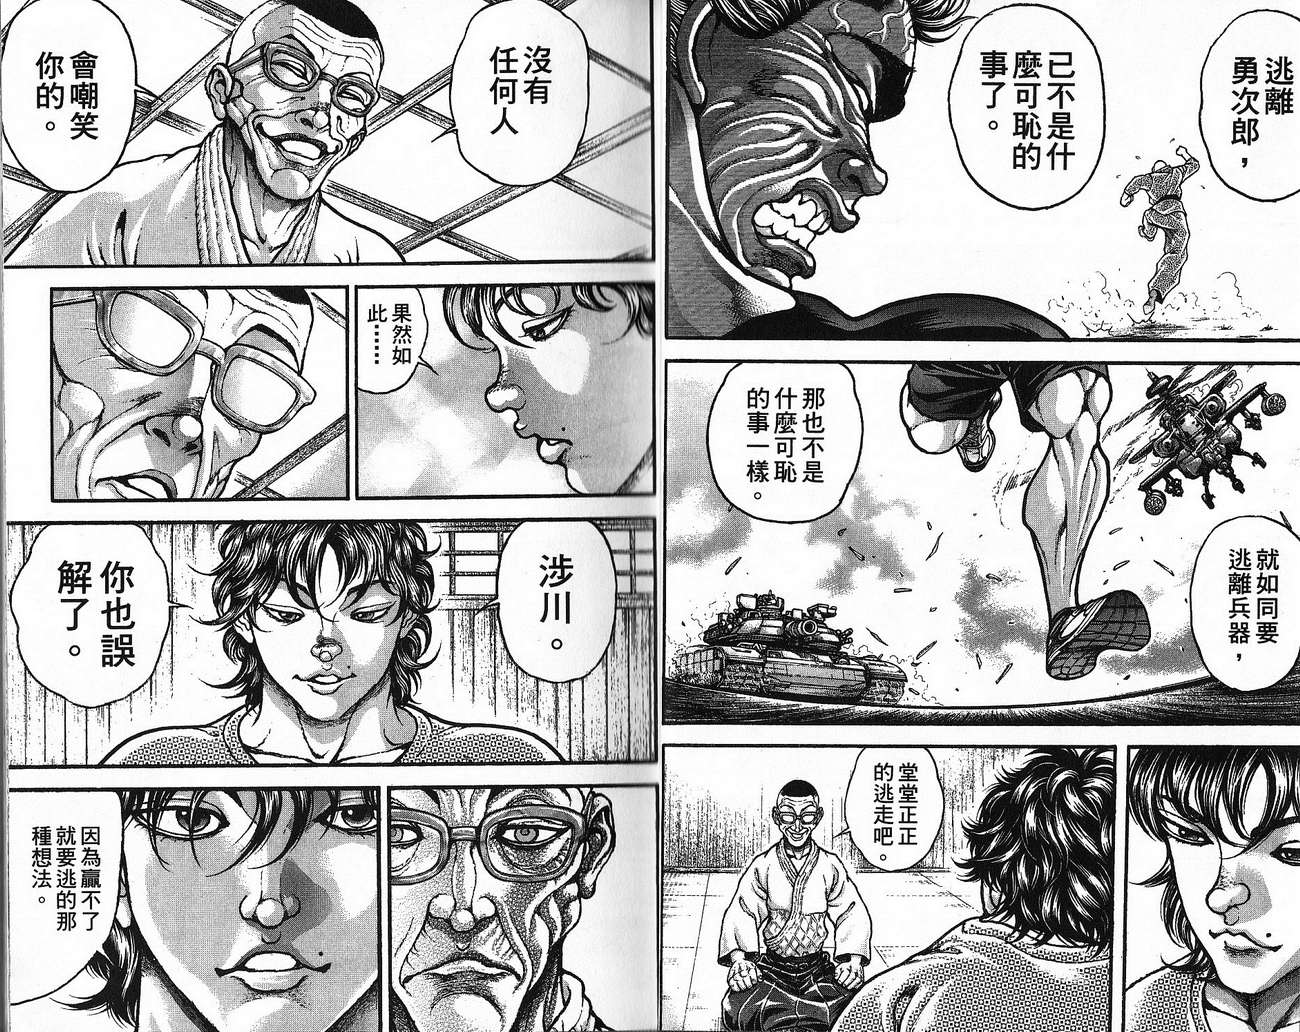 逃離
勇次郎，
已不是什
麼可恥的
事了。
就如同要
逃離兵器，
那也不是
什麼可恥
的事一樣。
堂堂正正
的逃走吧。
沒有
任何人
會嘲笑
你的。
果然如
此……
涉川。
你也誤
解了。
因為贏不了
就要逃的那
種想法。